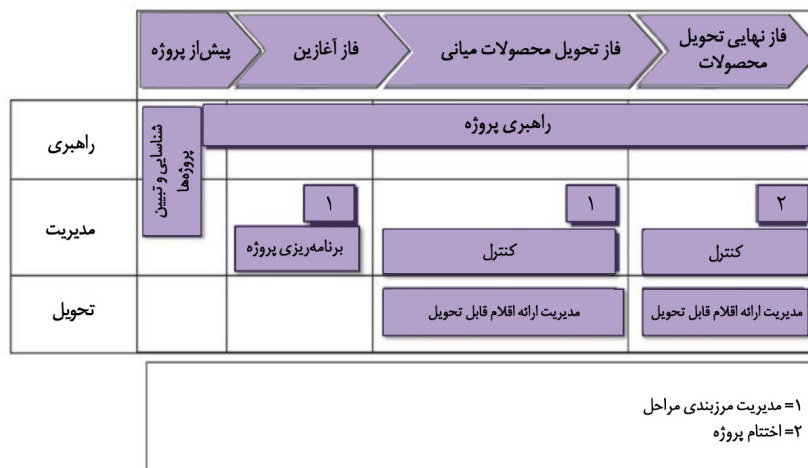 پیش‌از پروژه
فاز آغازین
فاز تحویل محصولات میانی
فاز نهایی تحویل
محصولات
راهبری
شناسایی و تبیین
پروژه‌ها
راهبری پروژه
مدیریت
۱
۱
۲
برنامه‌ریزی پروژه
کنترل
کنترل
تحویل
مدیریت ارائه اقلام قابل تحویل
مدیریت ارائه اقلام قابل تحویل
۱= مدیریت مرزبندی مراحل
۲= اختتام پروژه